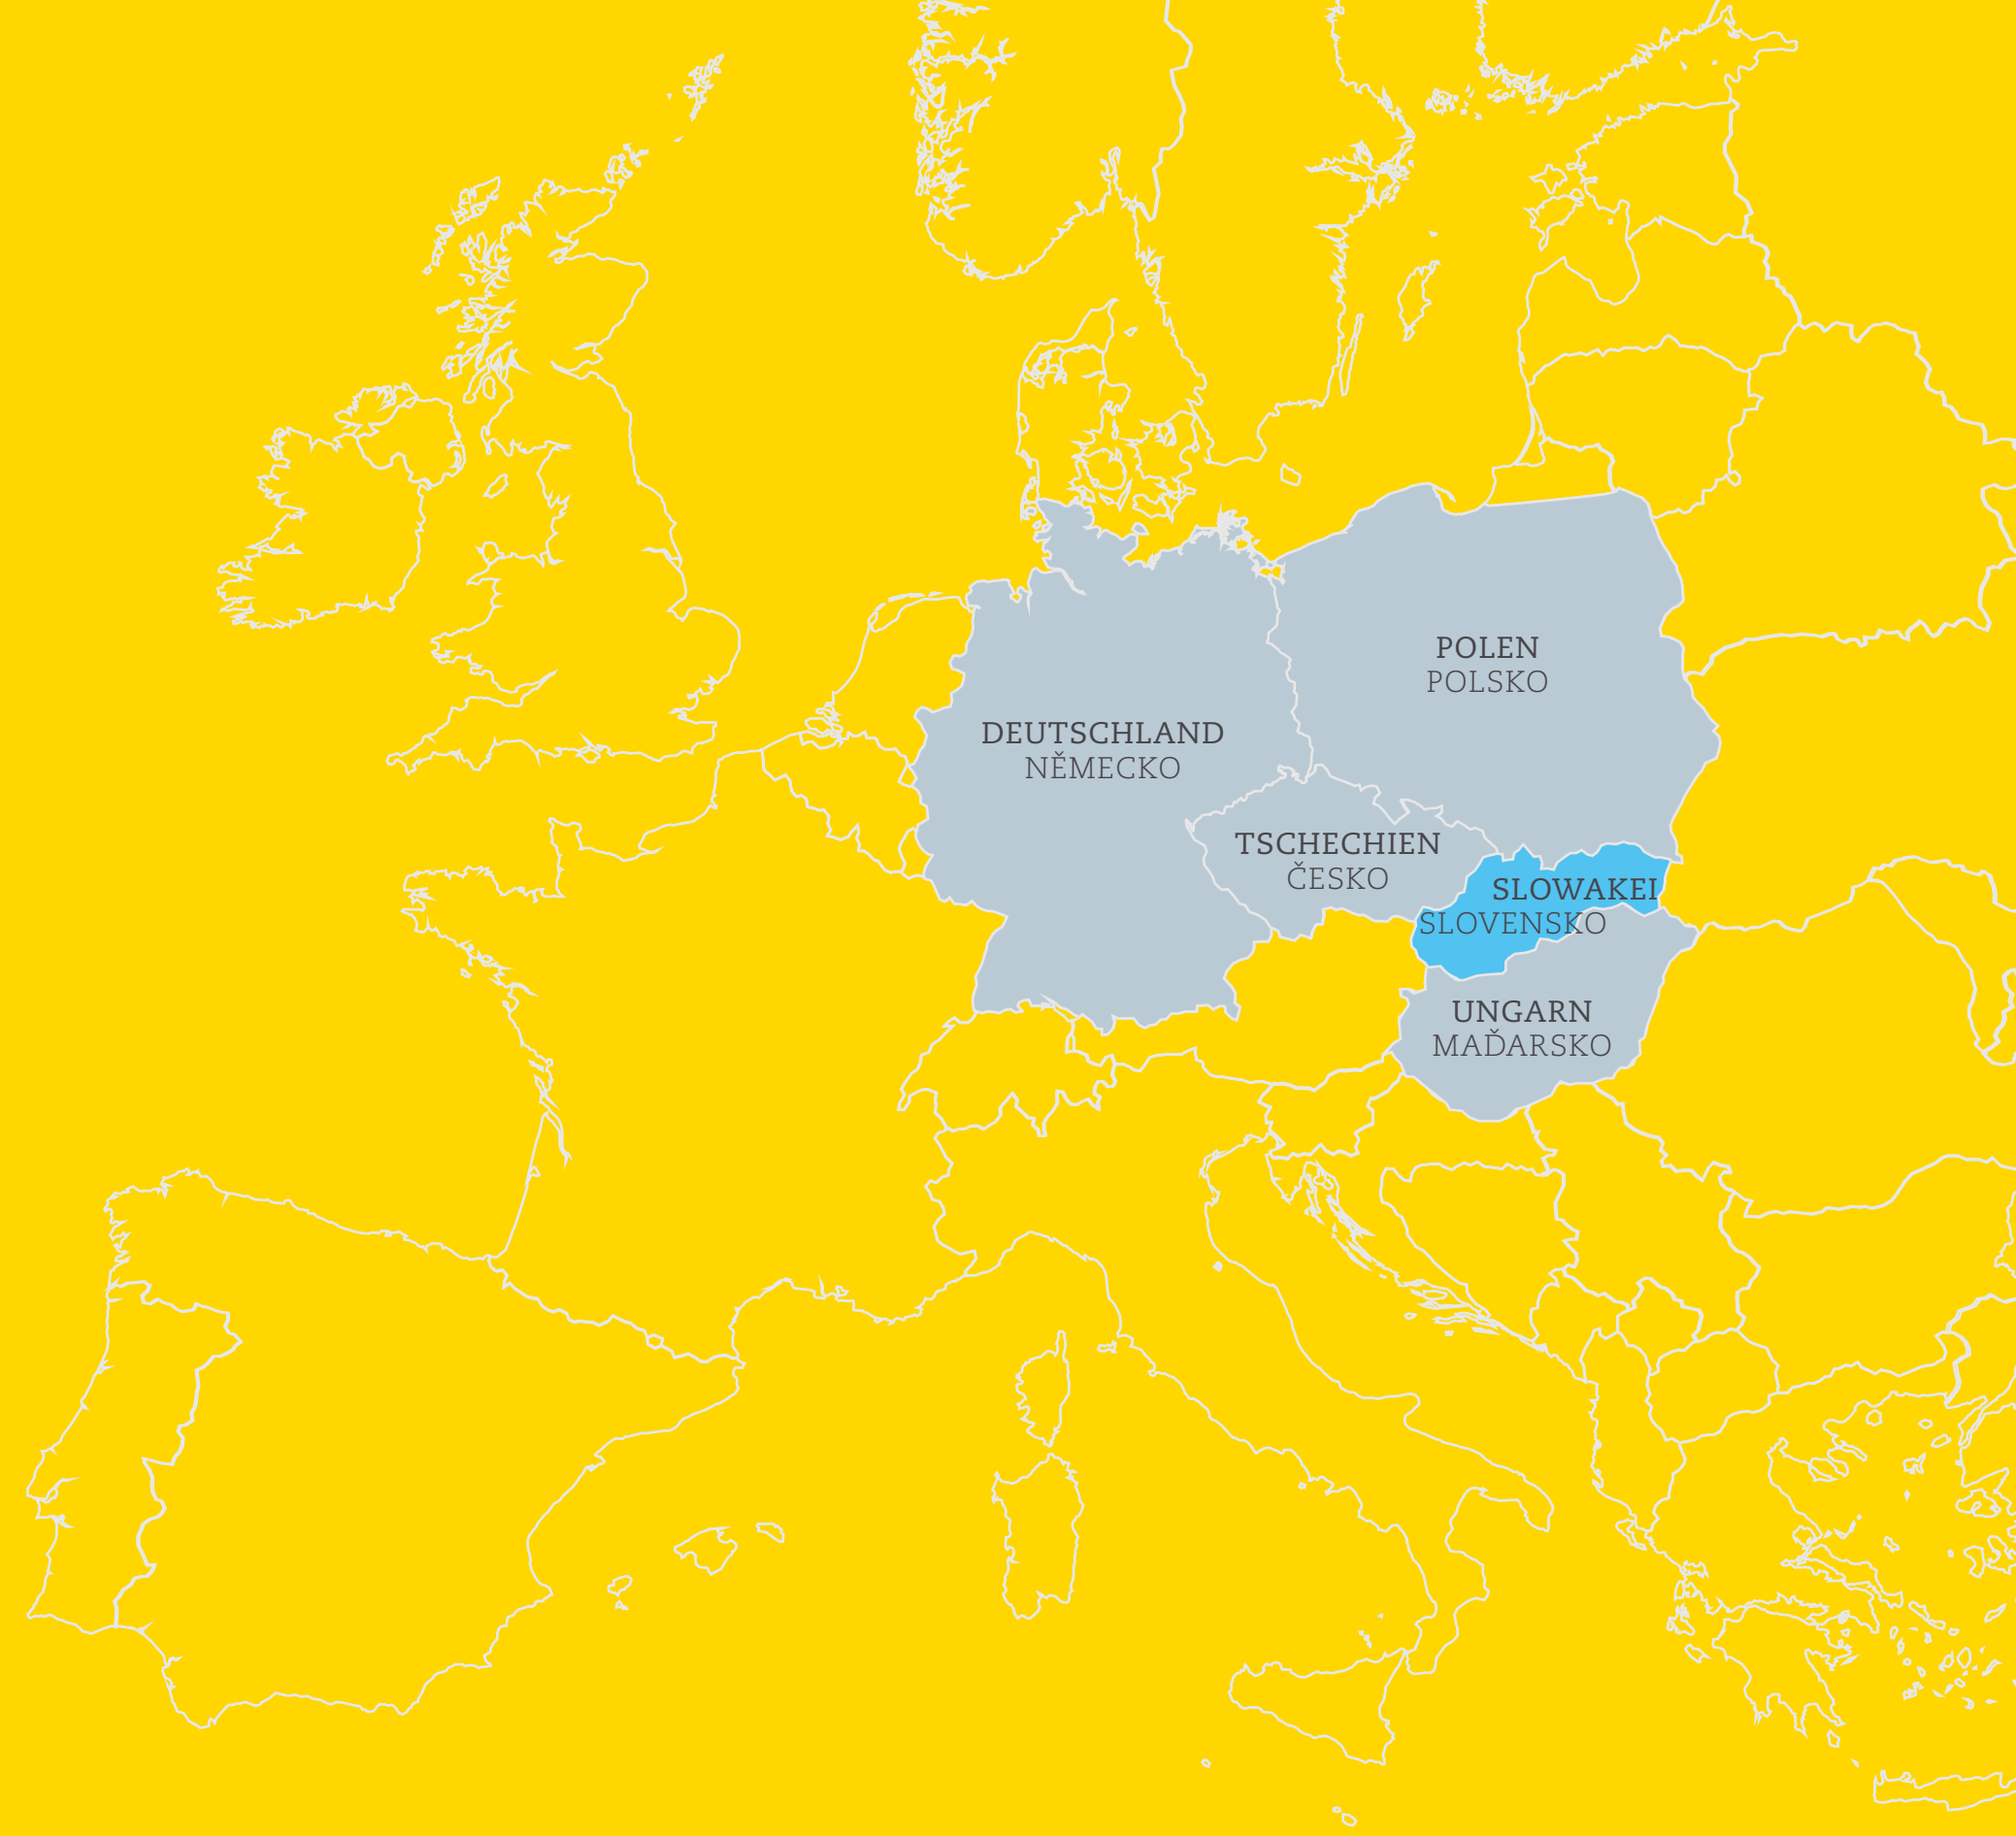 POLEN
POLSKO
DEUTSCHLAND
NĚMECKO
TSCHECHIEN
ČESKO
SLOWAKEI
SLOVENSKO
UNGARN
MAĎARSKO